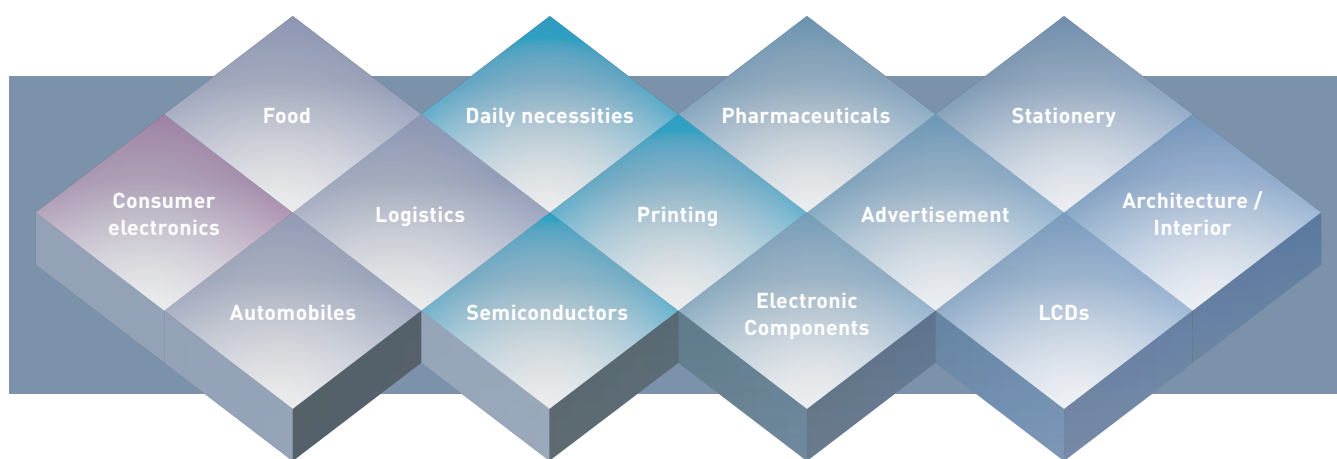 Food
Daily necessities
Pharmaceuticals
Stationery
Consumer
electronics
Logistics
Printing
Advertisement
Architecture /
Interior
Automobiles
Semiconductors
Electronic
Components
LCDs